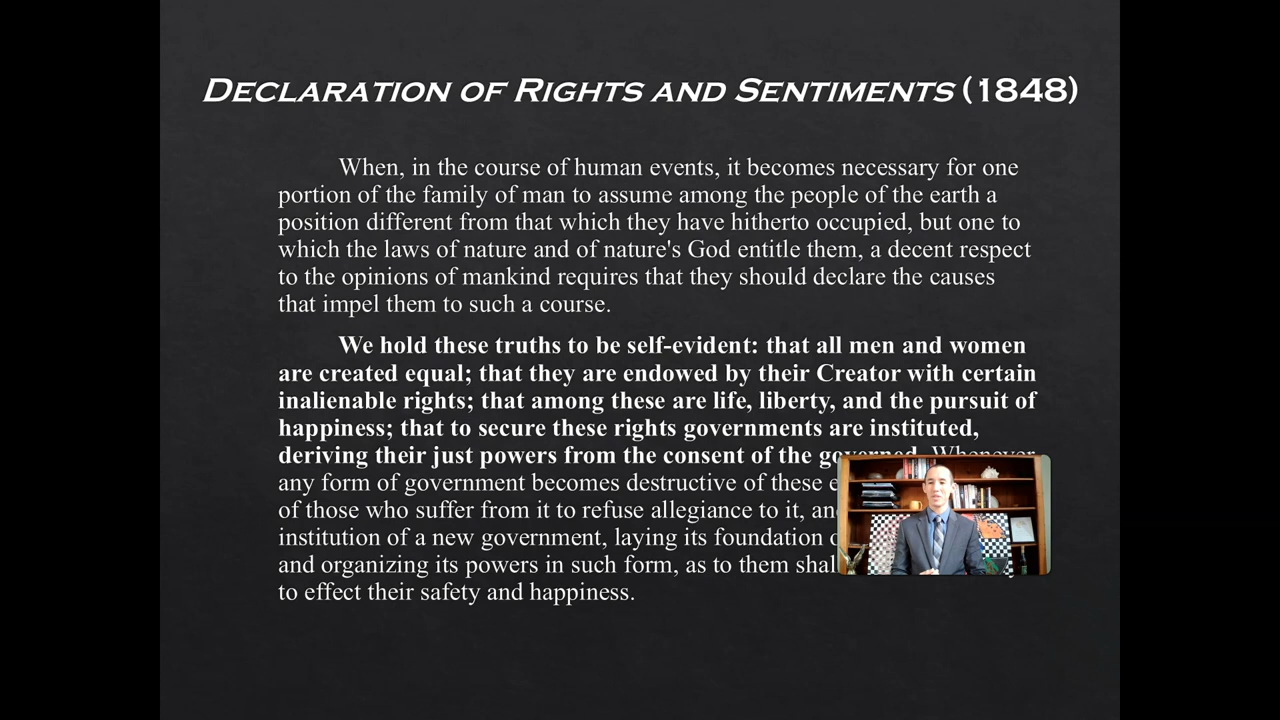 DECLARATION OF RIGHTS AND SENTIMENTS (1848)
When, in the course of human events, it becomes necessary for one
portion of the family of man to assume among the people of the earth a
position different from that which they have hitherto occupied, but one to
which the laws of nature and of nature's God entitle them, a decent respect
to the opinions of mankind requires that they should declare the causes
that impel them to such a course.
We hold these truths to be self-evident: that all men and women
are created equal; that they are endowed by their Creator with certain
inalienable rights; that among these are life, liberty, and the pursuit of
happiness; that to secure these rights governments are instituted,
deriving their just powers from the consent of the governed. Whenever
any form of government becomes destructive of these
of those who suffer from it to refuse allegiance to it,
institution of a new government, laying its foundation
and organizing its powers in such form, as to them
to effect their safety and happiness.